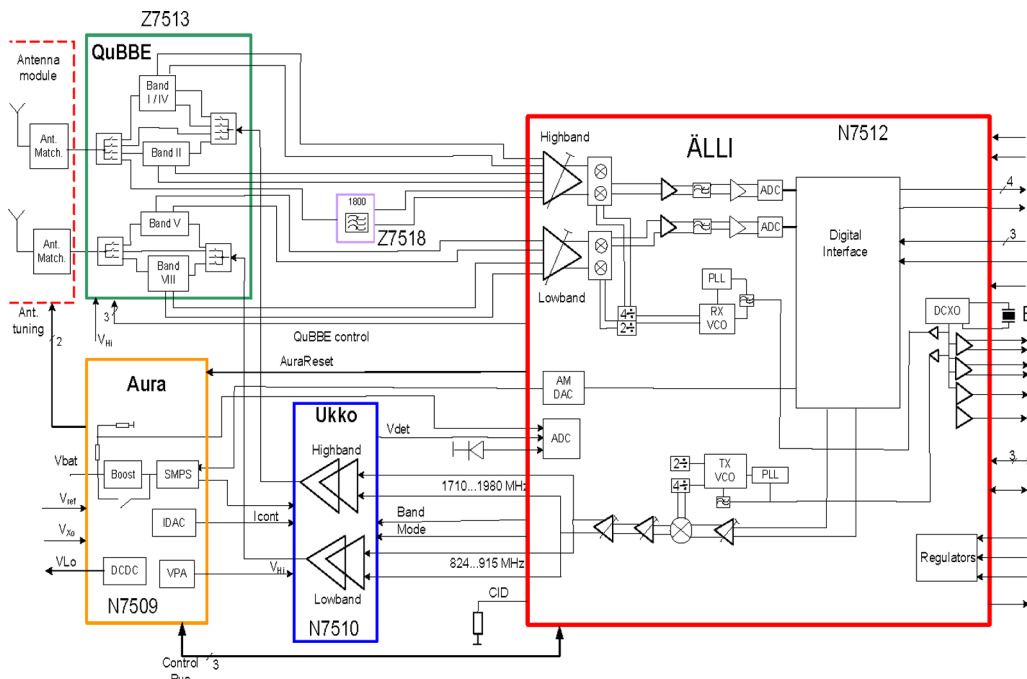 Z7513
QuBBE
Antenna
module
Band
I / IV
Ant.
Match.
Band II
Band V
Ant.
Match.
Band
VIII
1800
Z7518
3
VHi
QuBBE control
Ant.
tuning
2
ÄLLI
N7512
Highband
Lowband
ADC
ADC
Digital
Interface
4
3
PLL
RX
VCO
4÷
2÷
DCXO
AuraReset
AM
DAC
ADC
Aura
Vbat
Boost
SMPS
Vref
IDAC
Icont
VXo
VLo
DCDC
VPA
VHi
N7509
Ukko
Highband
Lowband
N7510
Vdet
1710...1980 MHz
Band
Mode
824...915 MHz
CID
2÷
4÷
TX
VCO
PLL
3
Regulators
Control
3